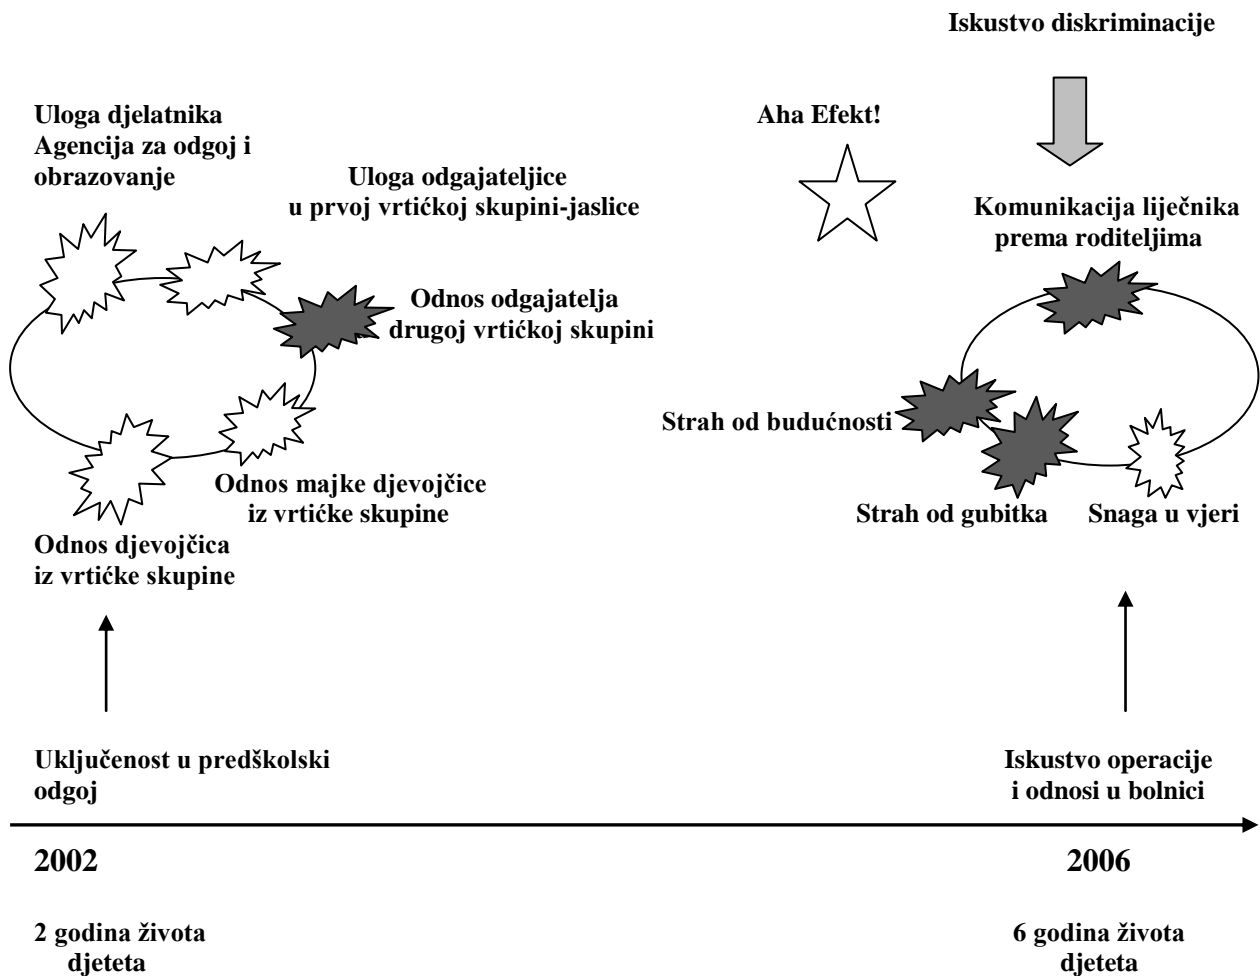 Iskustvo diskriminacije
Uloga djelatnika
Agencija za odgoj i
obrazovanje
Aha Efekt!
Uloga odgajateljice
u prvoj vrtićkoj skupini-jaslice
Komunikacija liječnika
prema roditeljima
Odnos odgajatelja
drugoj vrtićkoj skupini
Strah od budućnosti
Odnos majke djevojčice
iz vrtićke skupine
Strah od gubitka
Snaga u vjeri
Odnos djevojčica
iz vrtićke skupine
Uključenost u predškolski
odgoj
Iskustvo operacije
i odnosi u bolnici
2002
2006
2 godina života
djeteta
6 godina života
djeteta